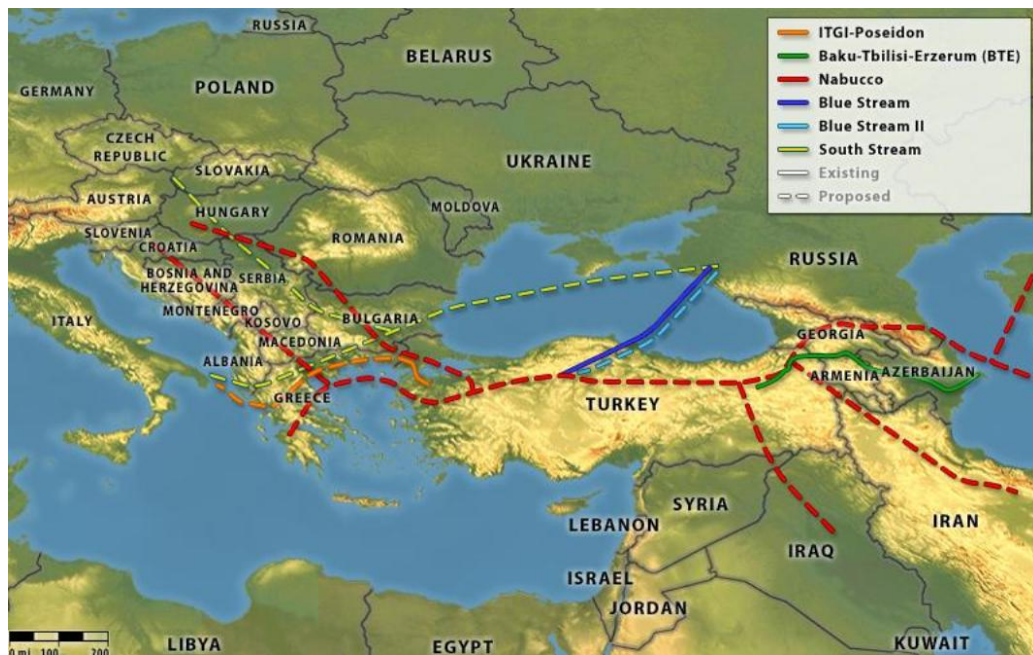 RUSSIA
BELARUS
GERMANY
POLAND
CZECH
REPUBLIC
UKRAINE
SLOVAKIA
AUSTRIA
HUNGARY
MOLDOVA
SLOVENIA
ROMANIA
CROATIA
BOSNIA AND
HERZEGOVINA
SERBIA
RUSSIA
ITALY
MONTENEGRO
KOSOVO
BULGARIA
MACEDONIA
GEORGIA
ALBANIA
ARMENIA
AZERBAIJAN
GREECE
TURKEY
SYRIA
LEBANON
IRAN
IRAQ
ISRAEL
JORDAN
LIBYA
EGYPT
KUWAIT
ITGI-Poseidon
Baku-Tbilisi-Erzerum (BTE)
Nabucco
Blue Stream
Blue Stream II
South Stream
Existing
Proposed
0 mi 100 200